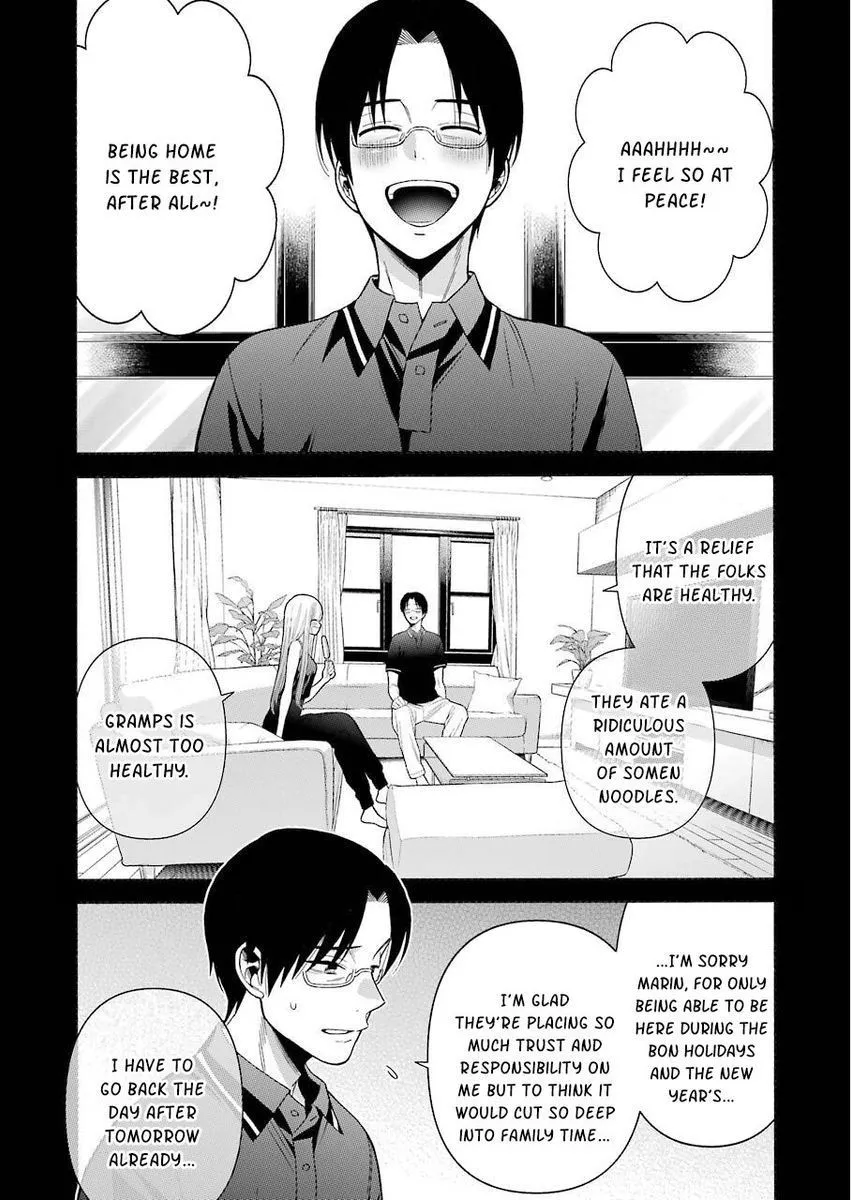 AAAHHHH~~
I FEEL SO AT
PEACE!
BEING HOME
IS THE BEST,
AFTER ALL~!
IT'S A RELIEF
THAT THE FOLKS
ARE HEALTHY.
THEY ATE A
RIDICULOUS
AMOUNT
OF SOMEN
NOODLES.
GRAMPS IS
ALMOST TOO
HEALTHY.
...I'M SORRY
MARIN, FOR ONLY
BEING ABLE TO BE
HERE DURING THE
BON HOLIDAYS
AND THE NEW
YEAR'S...
I'M GLAD
THEY'RE PLACING SO
MUCH TRUST AND
RESPONSIBILITY ON
ME BUT TO THINK IT
WOULD CUT SO DEEP
INTO FAMILY TIME...
I HAVE TO
GO BACK THE
DAY AFTER
TOMORROW
ALREADY...